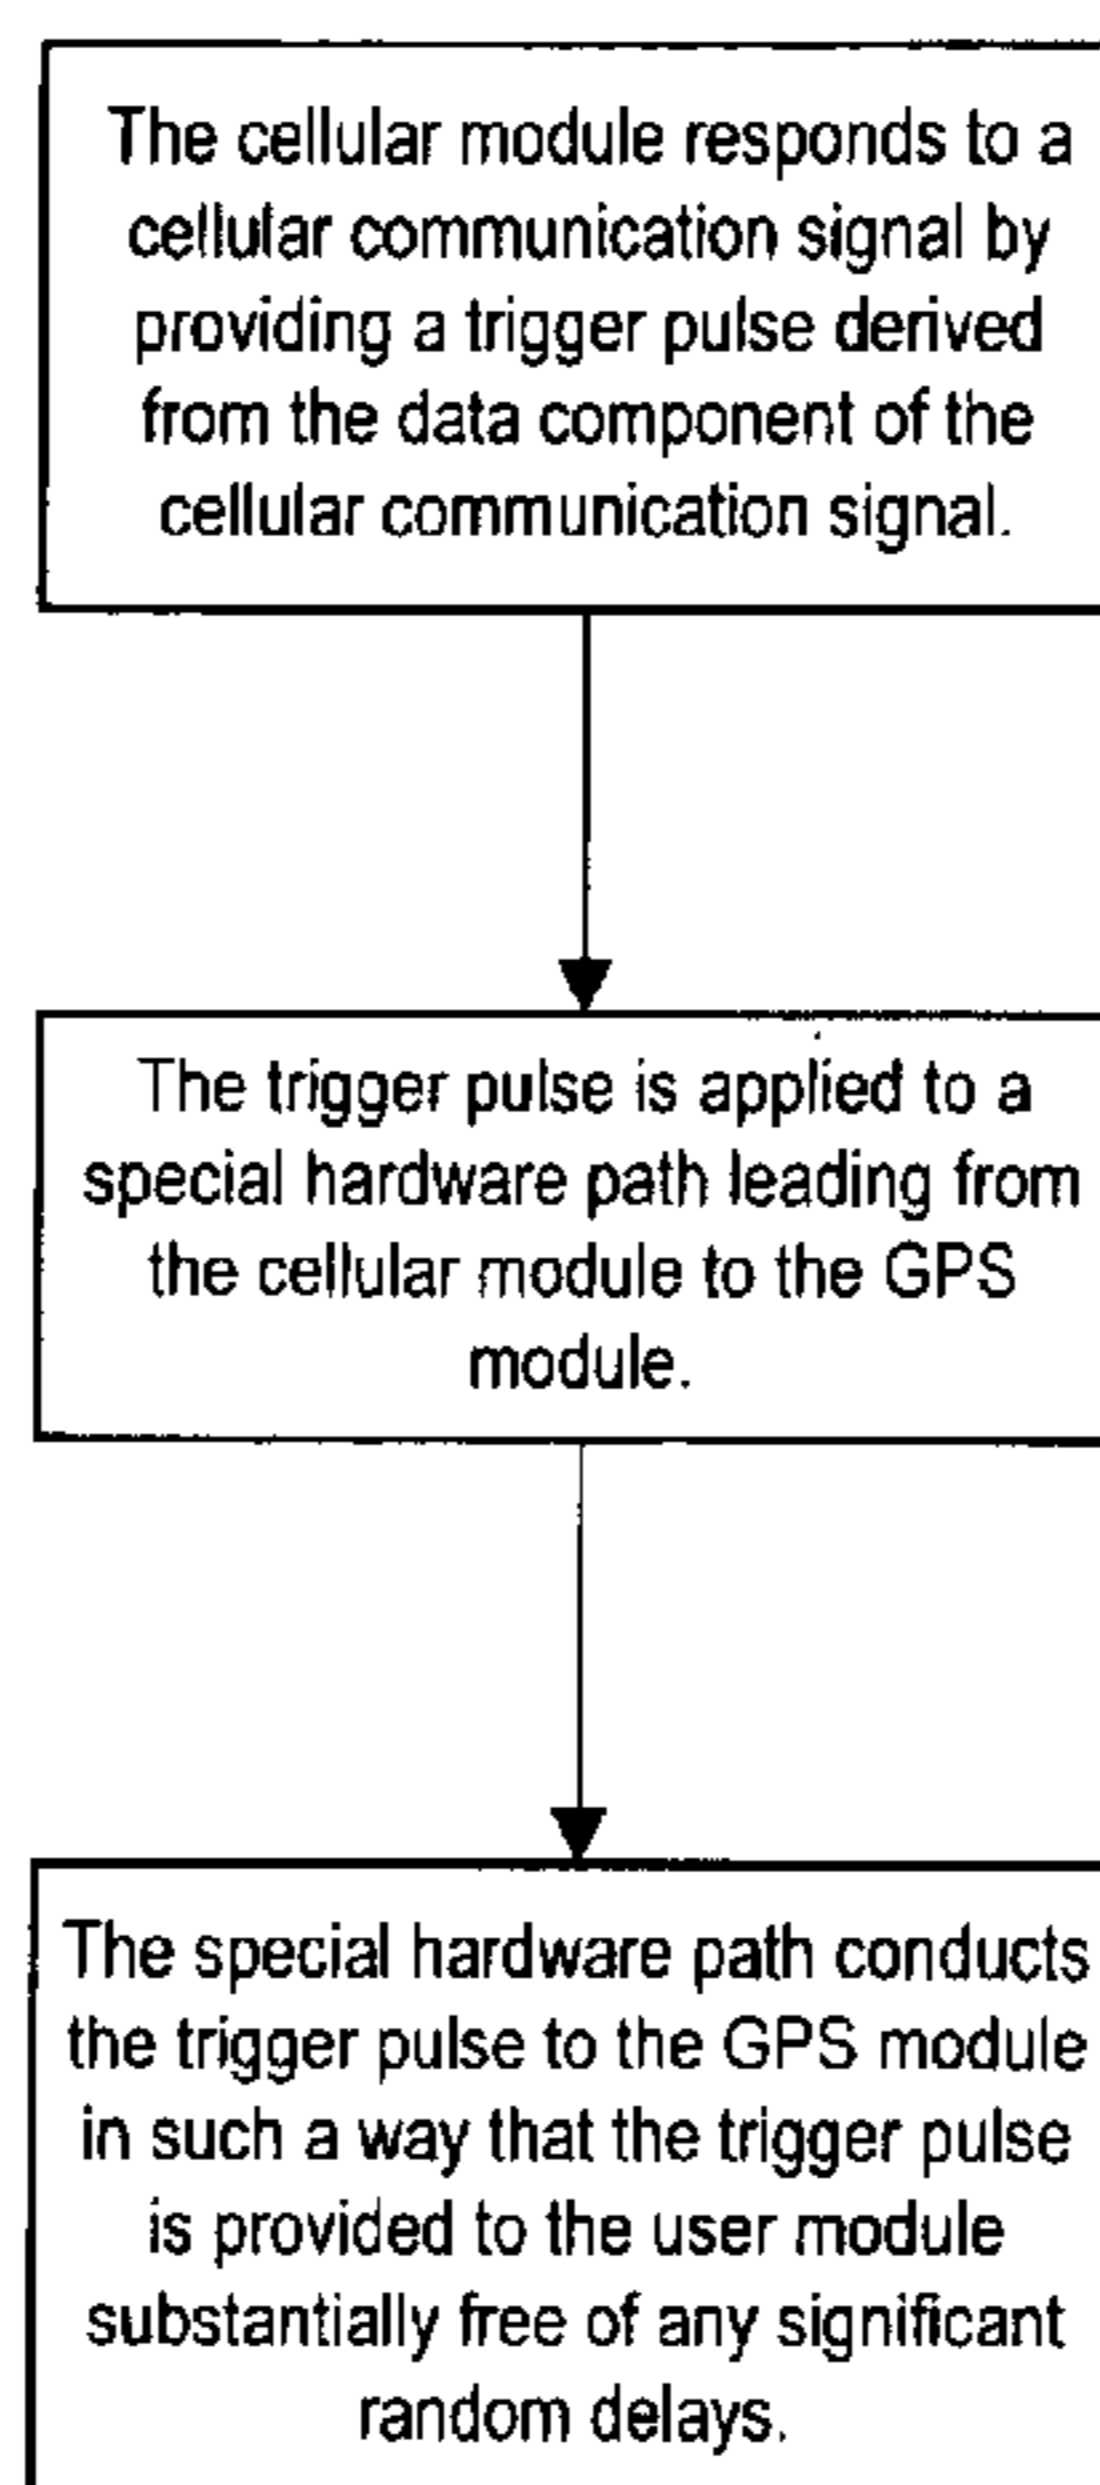 The cellular module responds to a
cellular communication signal by
providing a trigger pulse derived
from the data component of the
cellular communication signal.
The trigger pulse is applied to a
special hardware path leading from
the cellular module to the GPS
module.
The special hardware path conducts
the trigger pulse to the GPS module
in such a way that the trigger pulse
is provided to the user module
substantially free of any significant
random delays.